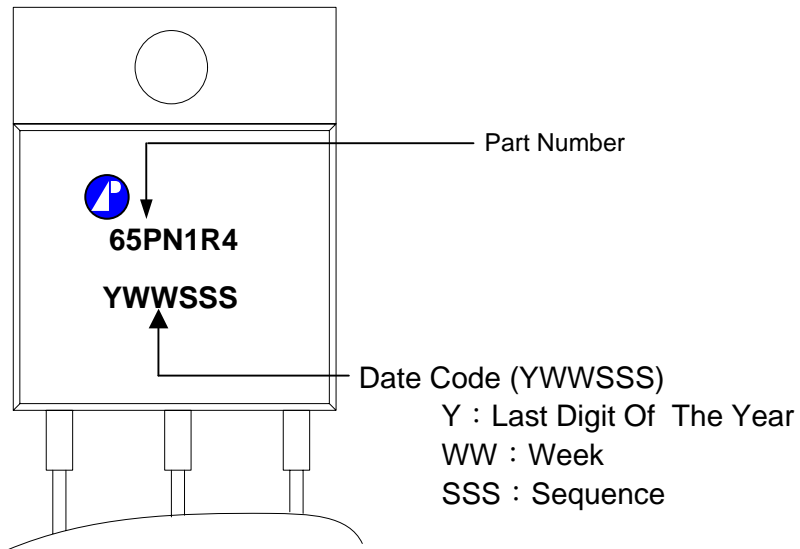 Part Number
65PN1R4
YWWSSS
Date Code (YWWSSS)
Y：Last Digit Of The Year
WW：Week
SSS：Sequence